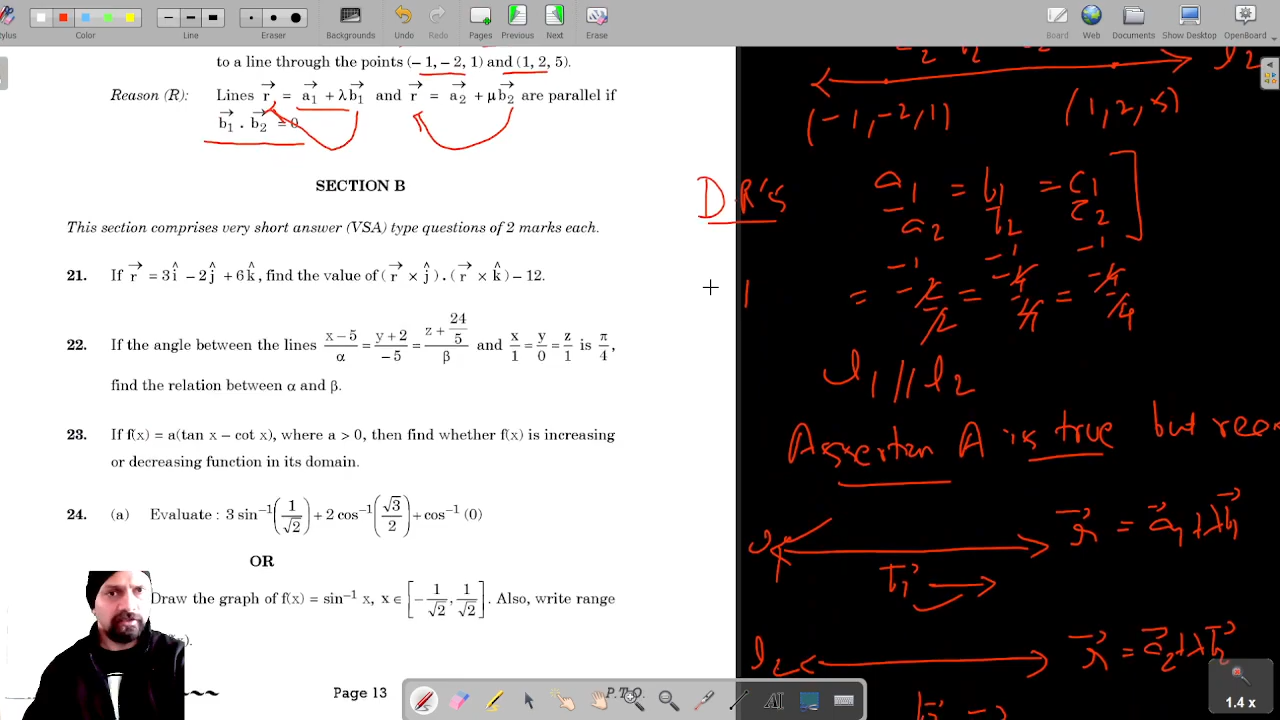 Stylus
Color
Line
Eraser
Backgrounds
Undo
Redo
Pages
Previous
Next
Erase
Board
Web
Documents
Show Desktop
OpenBoard
to a line through the points (– 1, – 2, 1) and (1, 2, 5).
Reason (R): Lines r⃗ = a₁⃗ + λb₁⃗ and r⃗ = a₂⃗ + μb₂⃗ are parallel if
b₁⃗ . b₂⃗ = 0
SECTION B
This section comprises very short answer (VSA) type questions of 2 marks each.
21. If r⃗ = 3î – 2ĵ + 6k̂, find the value of (r⃗ × ĵ) . (r⃗ × k̂) – 12.
22. If the angle between the lines (x – 5)/α = (y + 2)/–5 = (z + 24/5)/β and x/1 = y/0 = z/1 is π/4,
find the relation between α and β.
23. If f(x) = a(tan x – cot x), where a > 0, then find whether f(x) is increasing
or decreasing function in its domain.
24. (a) Evaluate : 3 sin⁻¹(1/√2) + 2 cos⁻¹(√3/2) + cos⁻¹ (0)
OR
Draw the graph of f(x) = sin⁻¹ x, x ∈ [–1/√2, 1/√2]. Also, write range
Page 13
P.T.O.
l₂
(-1,-2,1) (1,2,5)
DR's a₁/a₂ = b₁/b₂ = c₁/c₂
l₁ // l₂
Assertion A is true but
r⃗ = a₁⃗ + λb₁⃗
b₁⃗
l₂ r⃗ = a₂⃗ + λb₂⃗
1.4 x